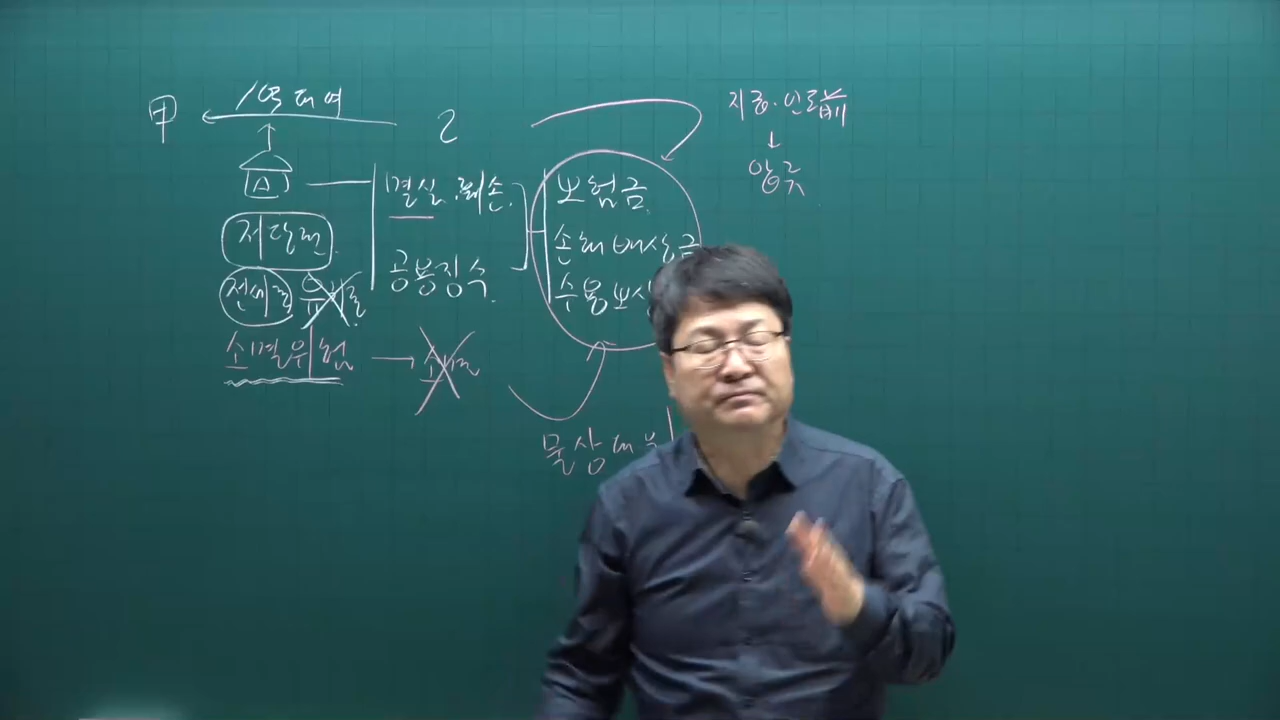 甲 1억 대여 乙
지급·인도前
↓
압류
멸실·훼손.
보험금
저당권
손해배상금
공용징수.
전세권 유치권
수용보상
소멸위험 →
물상대위